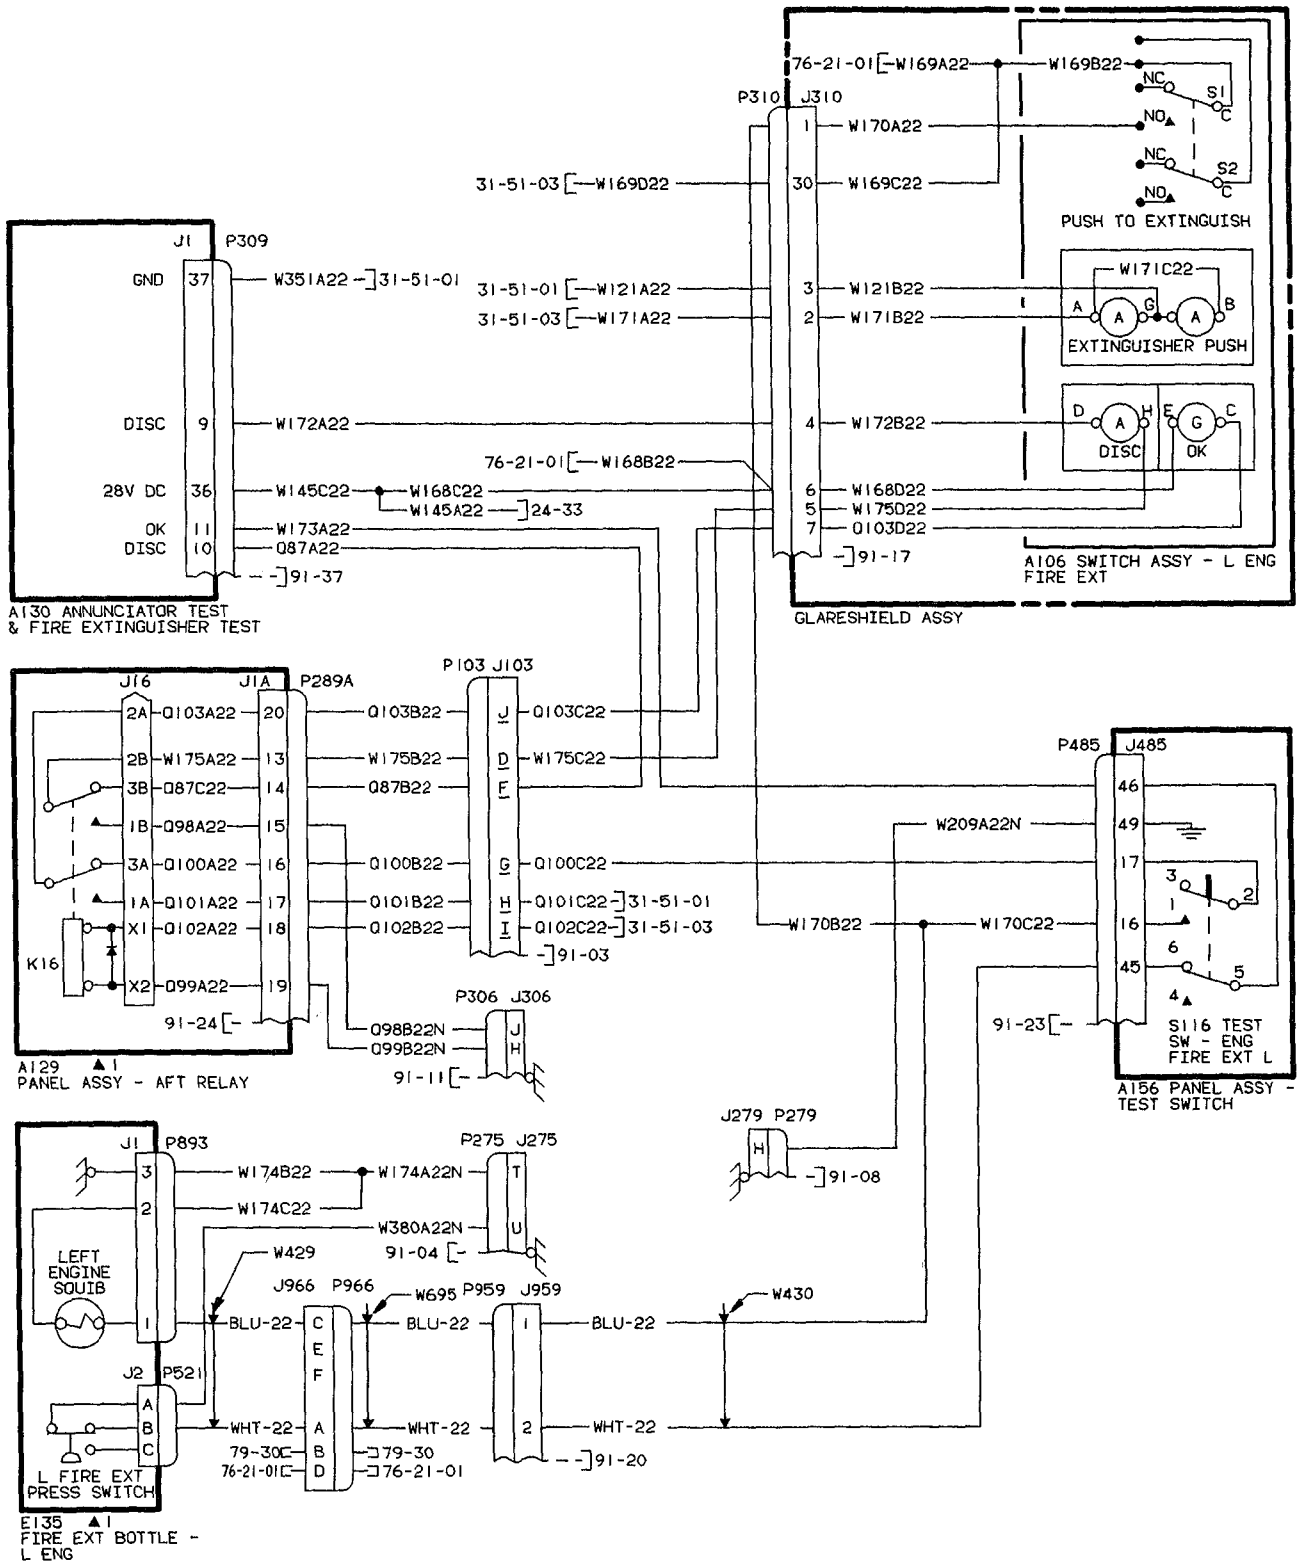 76-21-01 W169A22 W169B22
NC S1
P310 J310 C
1 W170A22 NO
NC S2
31-51-03 W169D22 30 W169C22 C
NO
PUSH TO EXTINGUISH
J1 P309
GND 37 W351A22 31-51-01
W171C22
31-51-01 W121A22 3 W121B22
31-51-03 W171A22 2 W171B22 A A G A B
EXTINGUISHER PUSH
DISC 9 W172A22 4 W172B22 D A H E G C
DISC OK
76-21-01 W168B22
28V DC 36 W145C22 W168C22 6 W168D22
W145A22 24-33 5 W175D22
OK 11 W173A22 7 Q103D22
DISC 10 Q87A22
91-17
91-37
A106 SWITCH ASSY - L ENG
FIRE EXT
A130 ANNUNCIATOR TEST
& FIRE EXTINGUISHER TEST
GLARESHIELD ASSY
P103 J103
J16 J1A P289A
2A Q103A22 20 Q103B22 J Q103C22
P485 J485
2B W175A22 13 W175B22 D W175C22
3B Q87C22 14 Q87B22 F 46
1B Q98A22 15 W209A22N 49
3A Q100A22 16 Q100B22 G Q100C22 17
3 2
1A Q101A22 17 Q101B22 H Q101C22 31-51-01
1
X1 Q102A22 18 Q102B22 I Q102C22 31-51-03 W170B22 W170C22 16
6
91-03
K16 45 5
X2 Q99A22 19
4
P306 J306
91-24 Q98B22N J 91-23
Q99B22N H
S116 TEST
SW - ENG
FIRE EXT L
91-11
A129 ▲1
PANEL ASSY - AFT RELAY
A156 PANEL ASSY -
TEST SWITCH
J279 P279
H
91-08
J1 P893 P275 J275
3 W174B22 W174A22N T
2 W174C22
W380A22N U
91-04
LEFT
ENGINE
SQUIB
W429
J966 P966 W695 P959 J959 W430
1 BLU-22 C BLU-22 1 BLU-22
E
F
J2 P521
A
B WHT-22 A WHT-22 2 WHT-22
C 79-30 B 79-30
91-20
76-21-01 D 76-21-01
L FIRE EXT
PRESS SWITCH
E135 ▲1
FIRE EXT BOTTLE -
L ENG